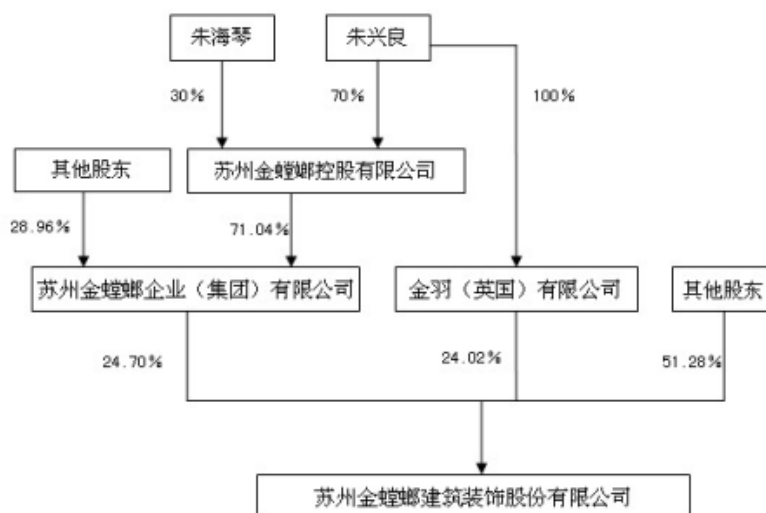 朱海琴
朱兴良
30%
70%
100%
其他股东
苏州金螳螂控股有限公司
28.96%
71.04%
苏州金螳螂企业（集团）有限公司
金羽（英国）有限公司
其他股东
24.70%
24.02%
51.28%
苏州金螳螂建筑装饰股份有限公司